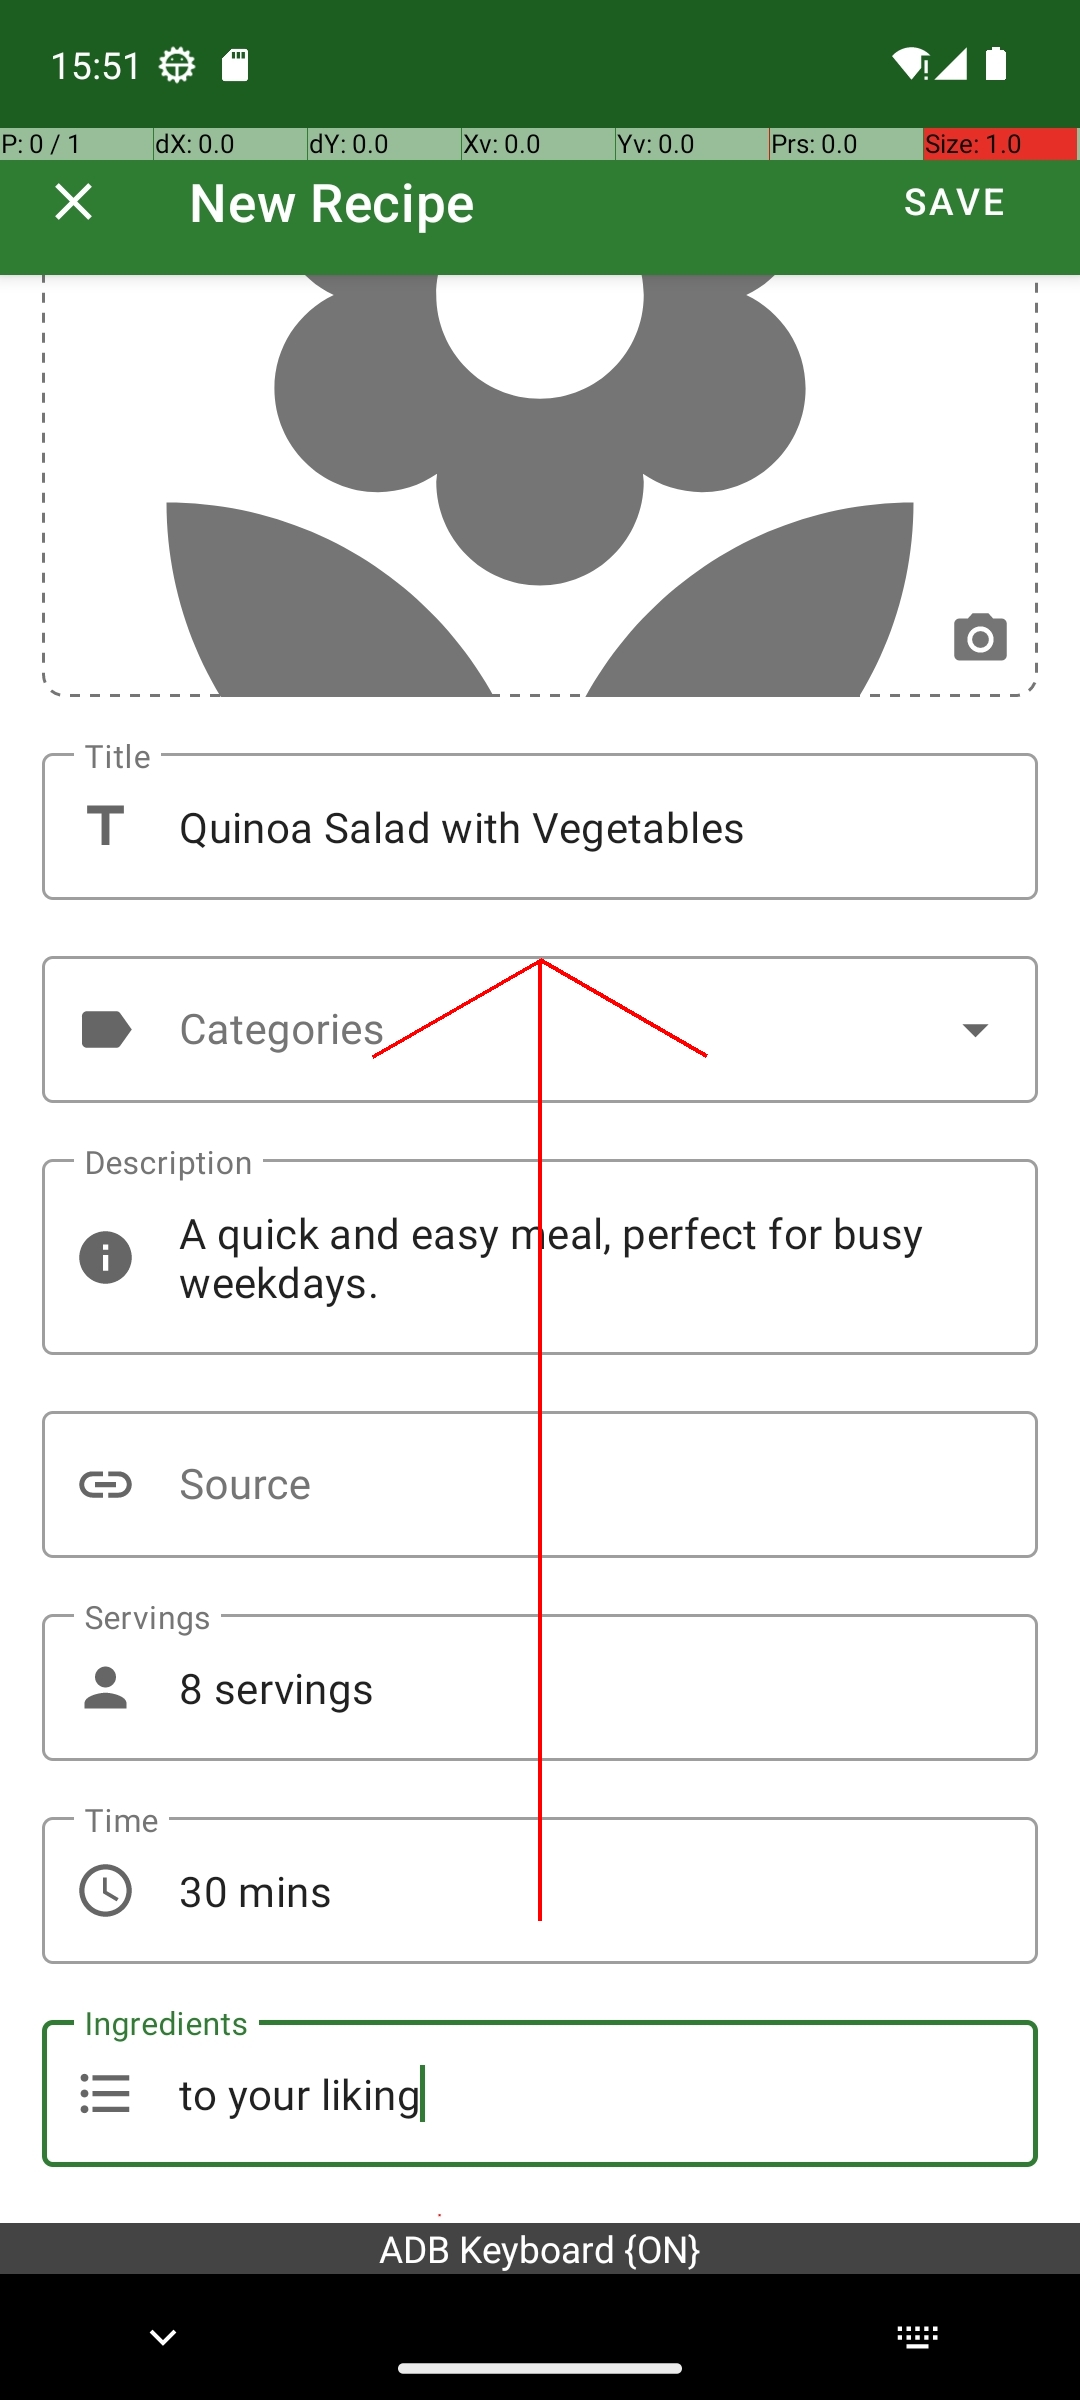 15:51
P: 0 / 1
dX: 0.0
dY: 0.0
Xv: 0.0
Yv: 0.0
Prs: 0.0
Size: 1.0
New Recipe
SAVE
Title
Quinoa Salad with Vegetables
Categories
Description
A quick and easy meal, perfect for busy
weekdays.
Source
Servings
8 servings
Time
30 mins
Ingredients
to your liking
ADB Keyboard {ON}